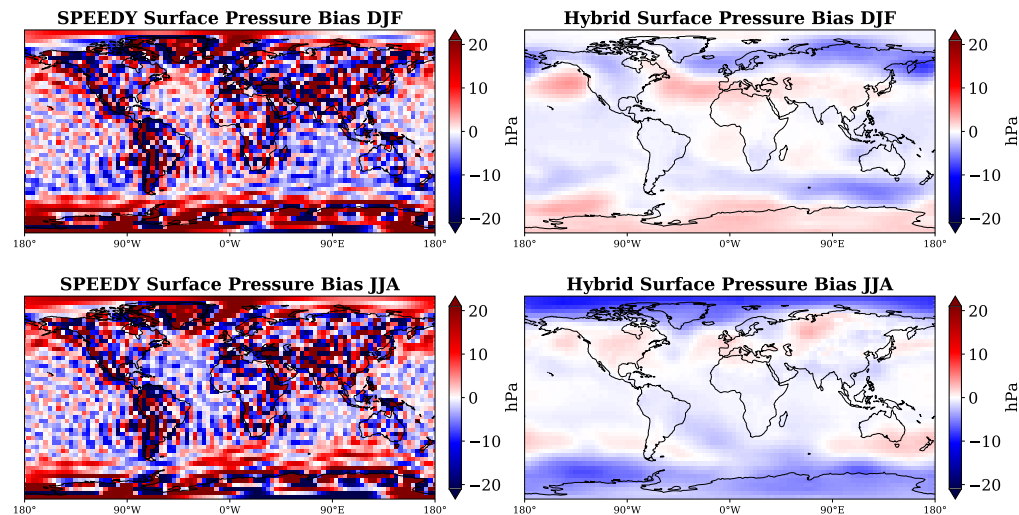 SPEEDY Surface Pressure Bias DJF
20
10
0
−10
−20
hPa
180° 90°W 0°W 90°E 180°
Hybrid Surface Pressure Bias DJF
20
10
0
−10
−20
hPa
180° 90°W 0°W 90°E 180°
SPEEDY Surface Pressure Bias JJA
20
10
0
−10
−20
hPa
180° 90°W 0°W 90°E 180°
Hybrid Surface Pressure Bias JJA
20
10
0
−10
−20
hPa
180° 90°W 0°W 90°E 180°